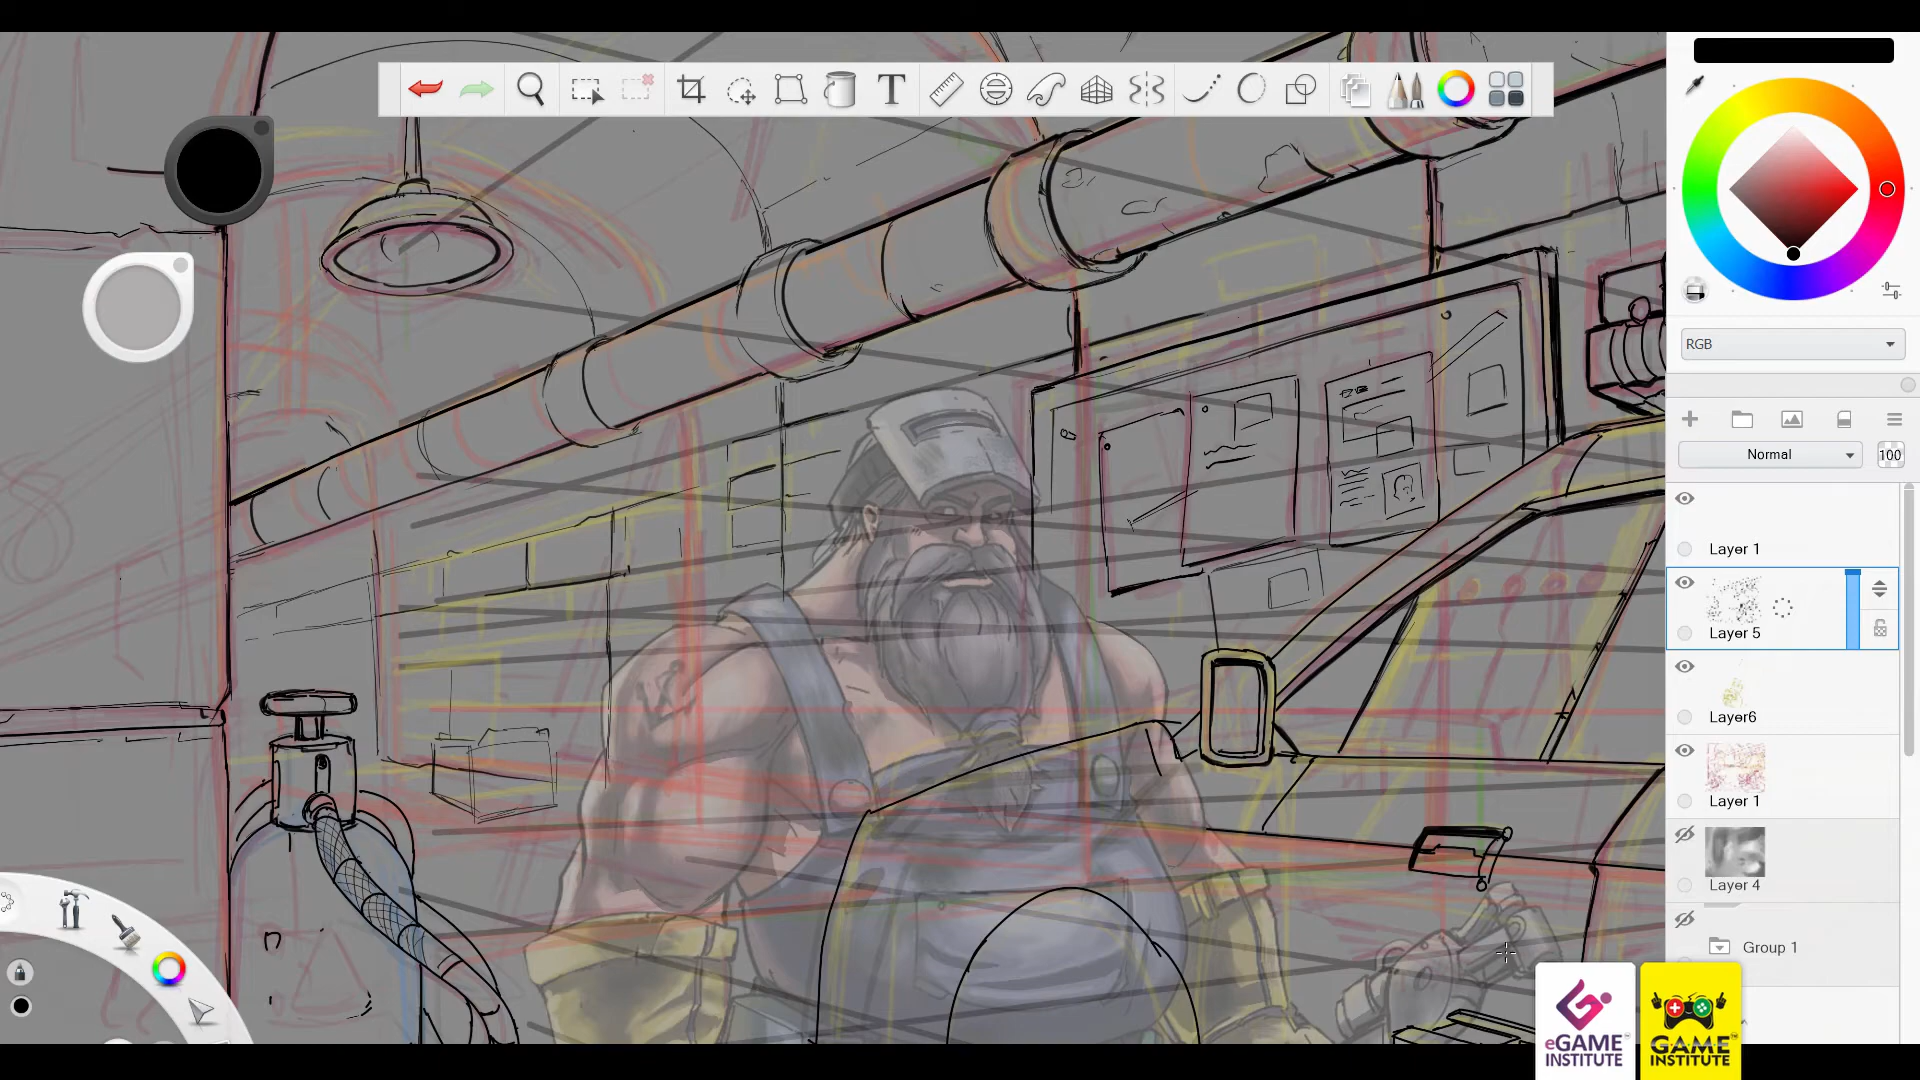 T
RGB
Normal
100
Layer 1
Layer 5
Layer6
Layer 1
Layer 4
Group 1
eGAME
INSTITUTE
GAME
INSTITUTE